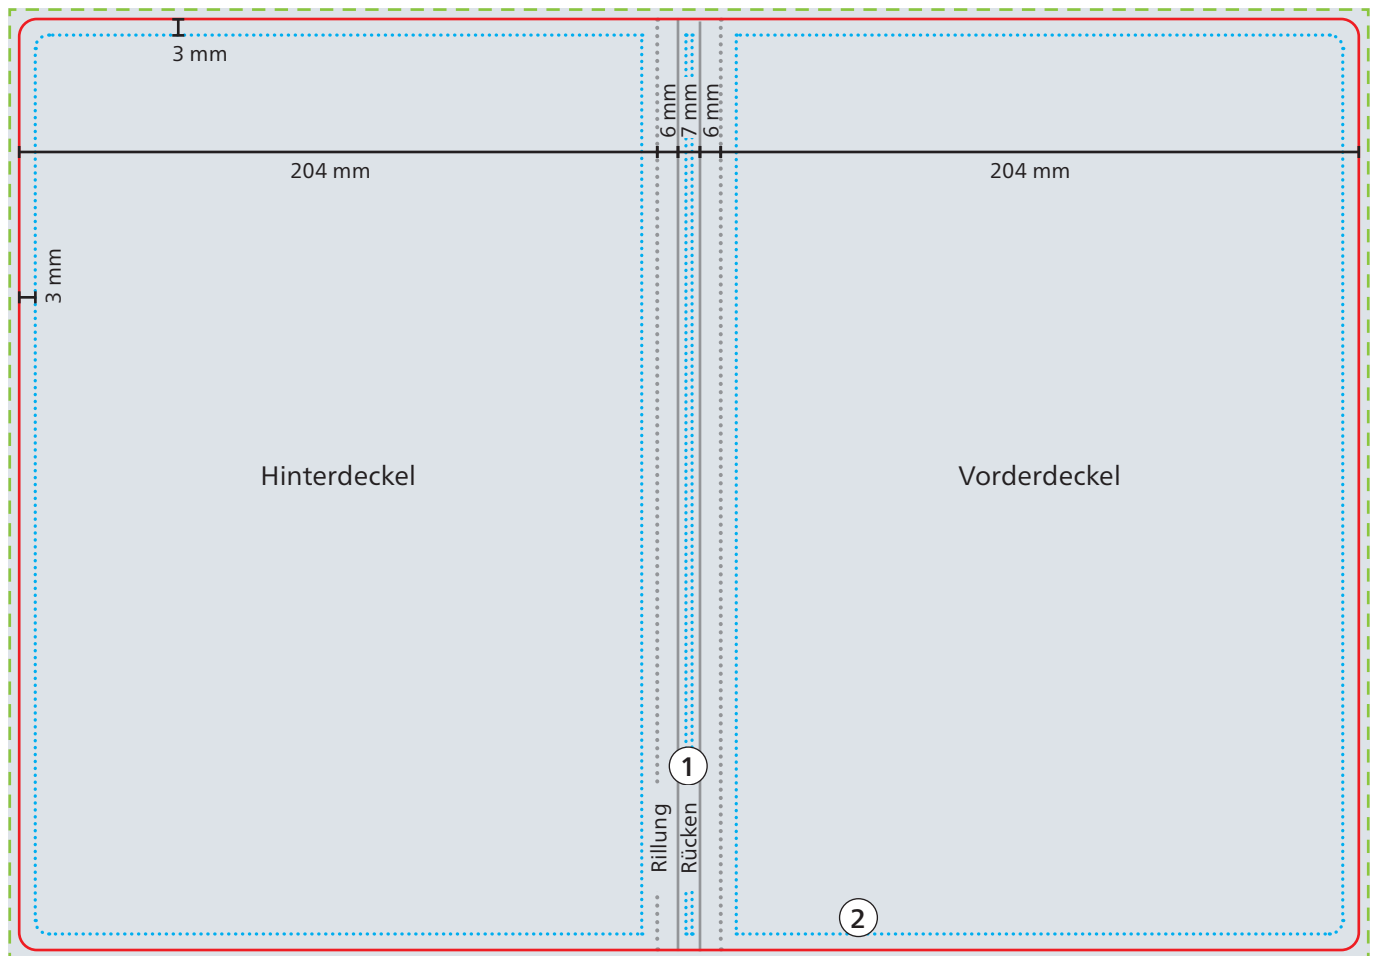 3 mm
6 mm
7 mm
6 mm
204 mm
204 mm
3 mm
Hinterdeckel
Vorderdeckel
1
Rillung
Rücken
2